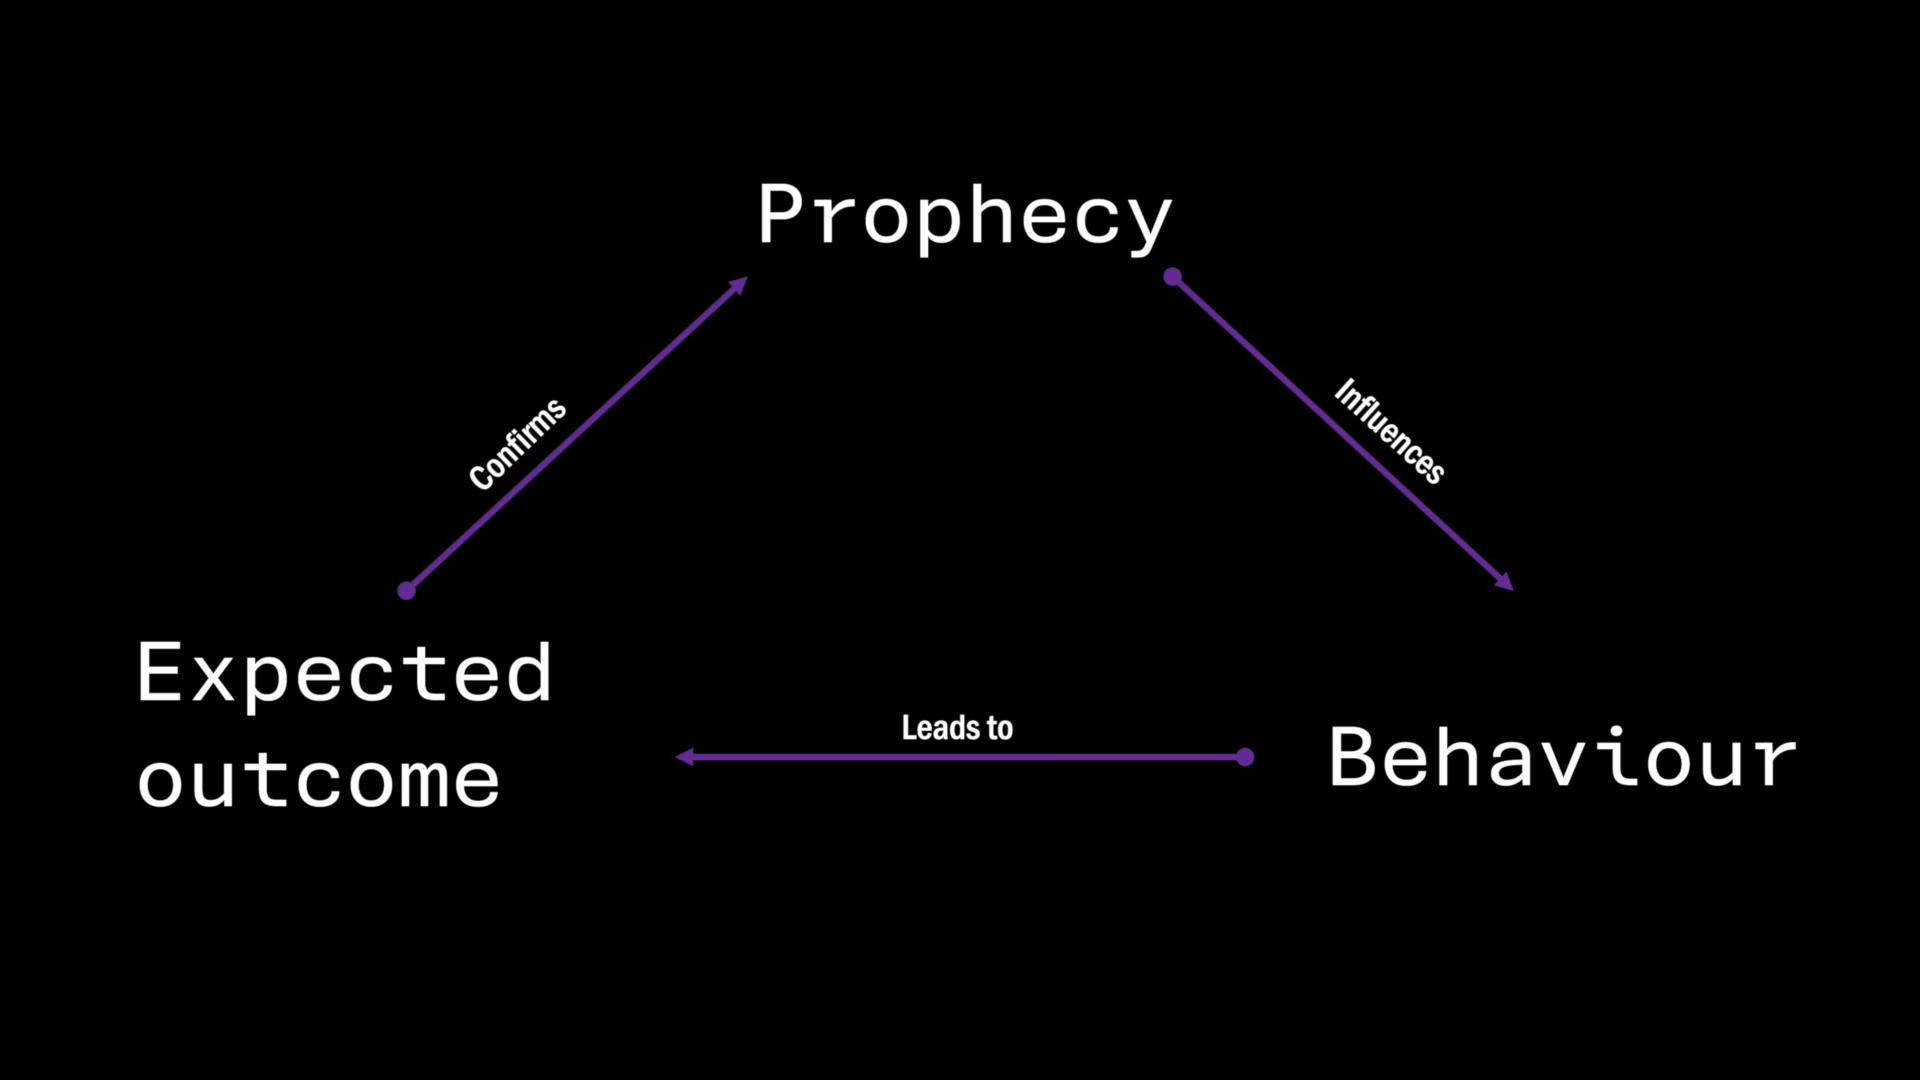 Prophecy
Confirms
Influences
Expected
outcome
Leads to
Behaviour